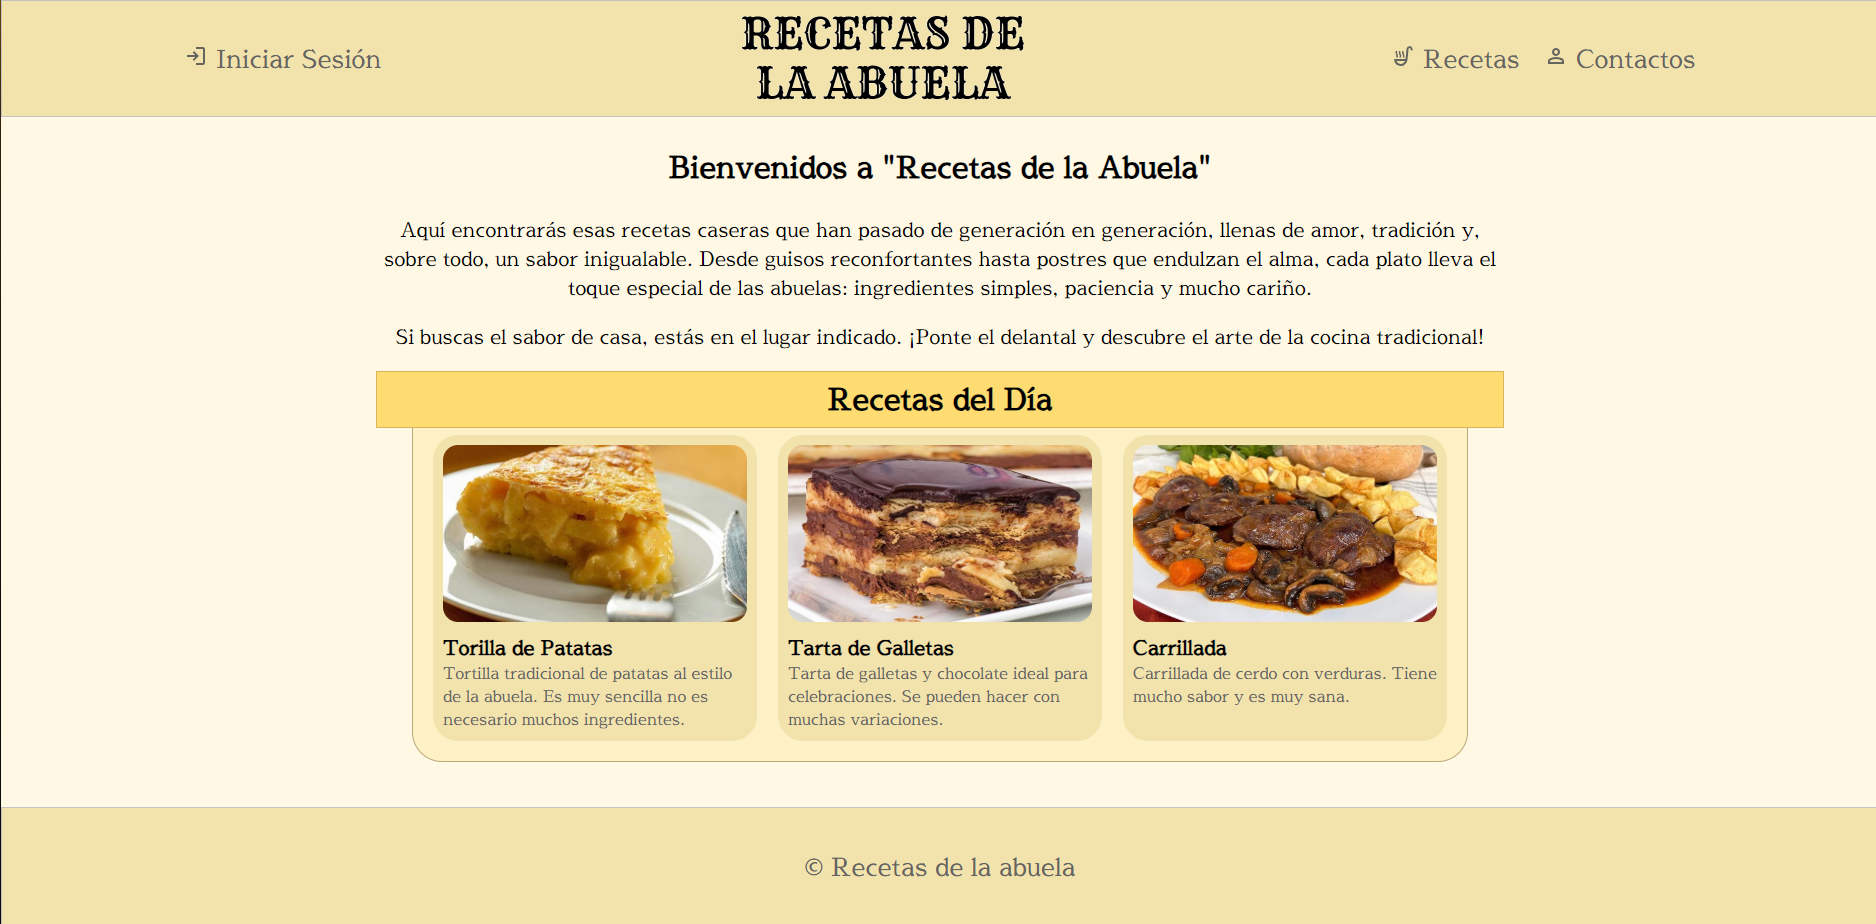 Iniciar Sesión
RECETAS DE
LA ABUELA
Recetas
Contactos
Bienvenidos a "Recetas de la Abuela"
Aquí encontrarás esas recetas caseras que han pasado de generación en generación, llenas de amor, tradición y,
sobre todo, un sabor inigualable. Desde guisos reconfortantes hasta postres que endulzan el alma, cada plato lleva el
toque especial de las abuelas: ingredientes simples, paciencia y mucho cariño.
Si buscas el sabor de casa, estás en el lugar indicado. ¡Ponte el delantal y descubre el arte de la cocina tradicional!
Recetas del Día
Torilla de Patatas
Tortilla tradicional de patatas al estilo
de la abuela. Es muy sencilla no es
necesario muchos ingredientes.
Tarta de Galletas
Tarta de galletas y chocolate ideal para
celebraciones. Se pueden hacer con
muchas variaciones.
Carrillada
Carrillada de cerdo con verduras. Tiene
mucho sabor y es muy sana.
© Recetas de la abuela